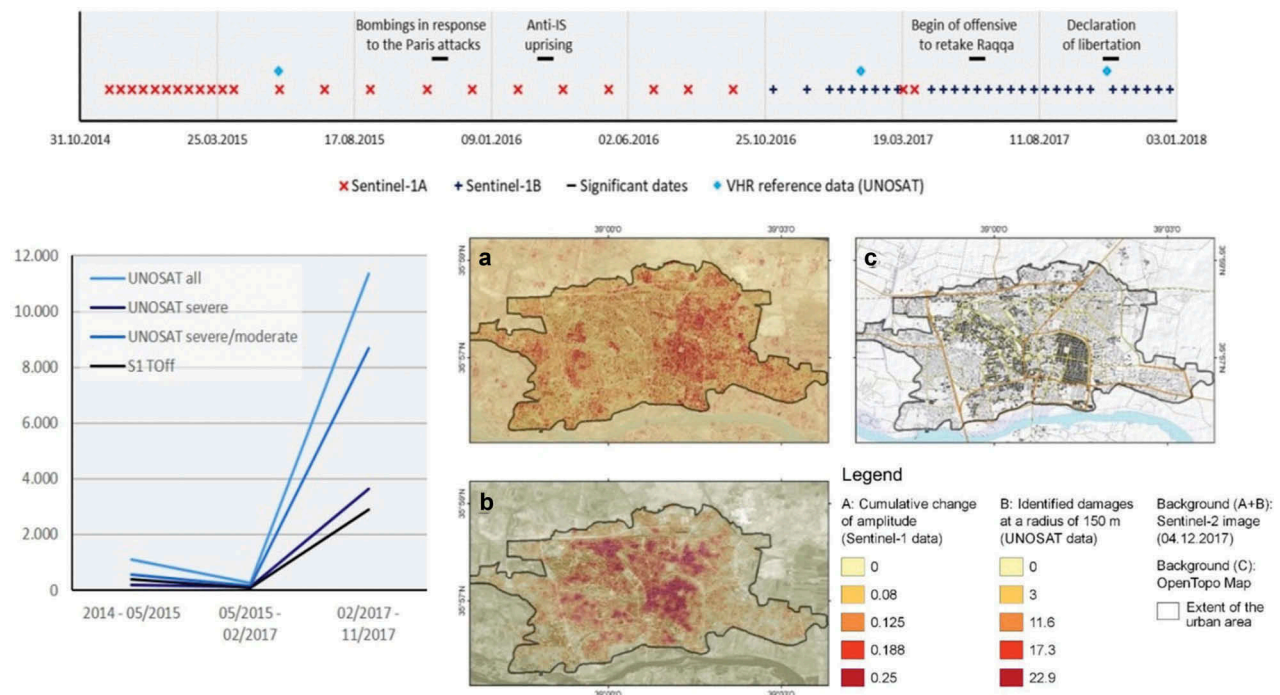 Bombings in response
to the Paris attacks
Anti-IS
uprising
Begin of offensive
to retake Raqqa
Declaration
of libertation
31.10.2014
25.03.2015
17.08.2015
09.01.2016
02.06.2016
25.10.2016
19.03.2017
11.08.2017
03.01.2018
Sentinel-1A
Sentinel-1B
Significant dates
VHR reference data (UNOSAT)
12.000
10.000
8.000
6.000
4.000
2.000
0
UNOSAT all
UNOSAT severe
UNOSAT severe/moderate
S1 TOff
2014 - 05/2015
05/2015 -
02/2017
02/2017 -
11/2017
a
b
c
Legend
A: Cumulative change
of amplitude
(Sentinel-1 data)
0
0.08
0.125
0.188
0.25
B: Identified damages
at a radius of 150 m
(UNOSAT data)
0
3
11.6
17.3
22.9
Background (A+B):
Sentinel-2 image
(04.12.2017)
Background (C):
OpenTopo Map
Extent of the
urban area